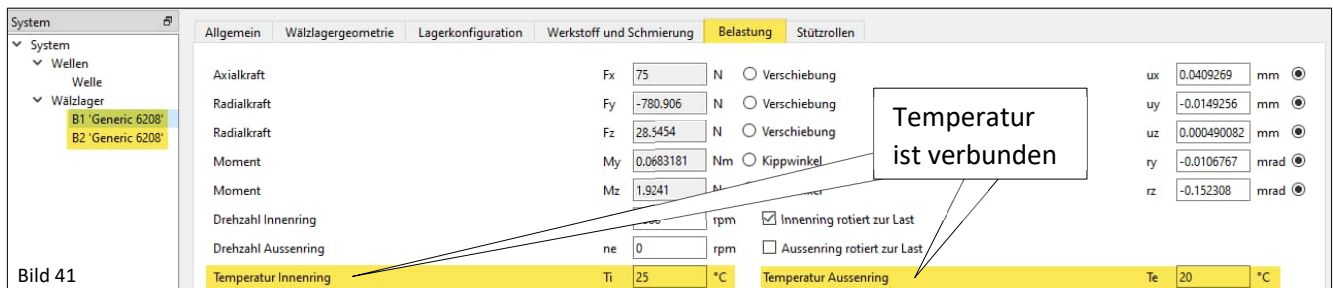 System
System
Wellen
Welle
Wälzlager
B1 'Generic 6208'
B2 'Generic 6208'
Allgemein Wälzlagergeometrie Lagerkonfiguration Werkstoff und Schmierung Belastung Stützrollen
Axialkraft Fx 75 N Verschiebung ux 0.0409269 mm
Radialkraft Fy -780.906 N Verschiebung uy -0.0149256 mm
Radialkraft Fz 28.5454 N Verschiebung uz 0.000490082 mm
Moment My 0.0683181 Nm Kippwinkel ry -0.0106767 mrad
Moment Mz 1.9241 rz -0.152308 mrad
Drehzahl Innenring rpm Innenring rotiert zur Last
Drehzahl Aussenring ne 0 rpm Aussenring rotiert zur Last
Temperatur Innenring Ti 25 °C Temperatur Aussenring Te 20 °C
Temperatur
ist verbunden
Bild 41